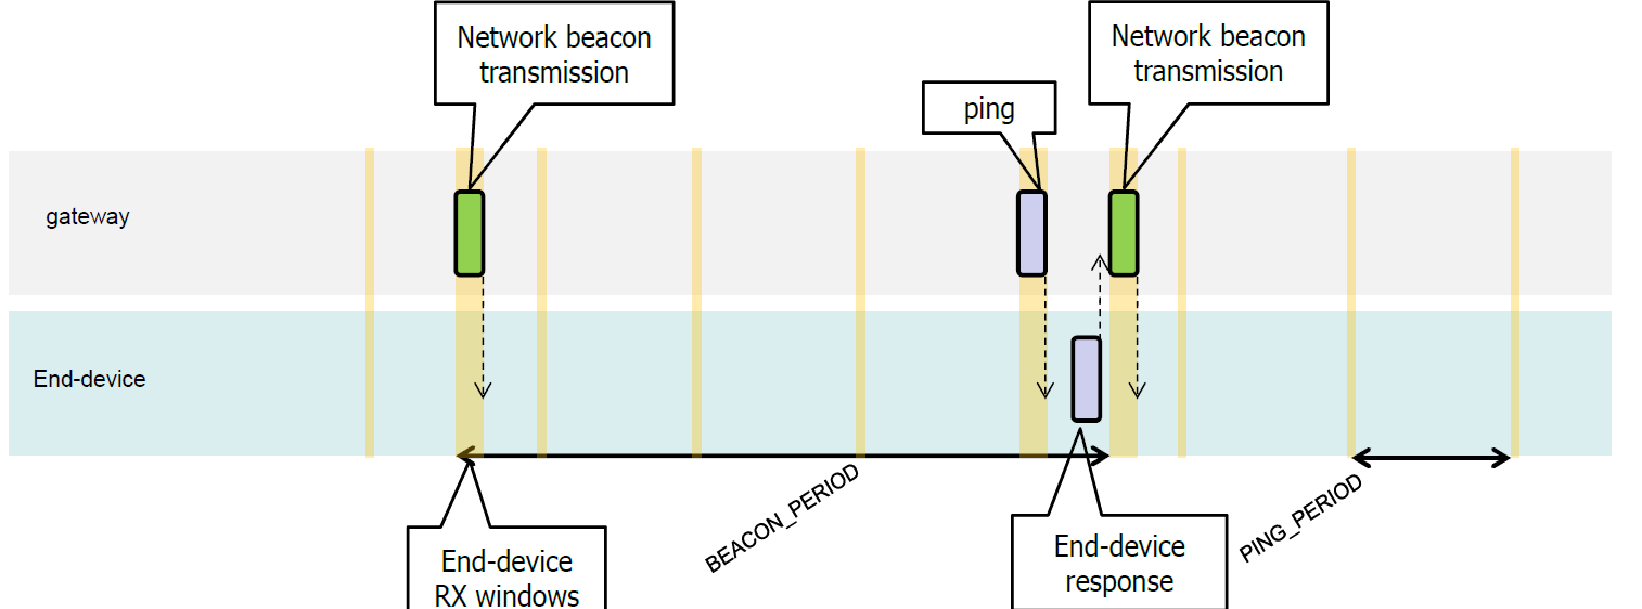 Network beacon
transmission
Network beacon
transmission
ping
gateway
End-device
BEACON_PERIOD
PING_PERIOD
End-device
RX windows
End-device
response